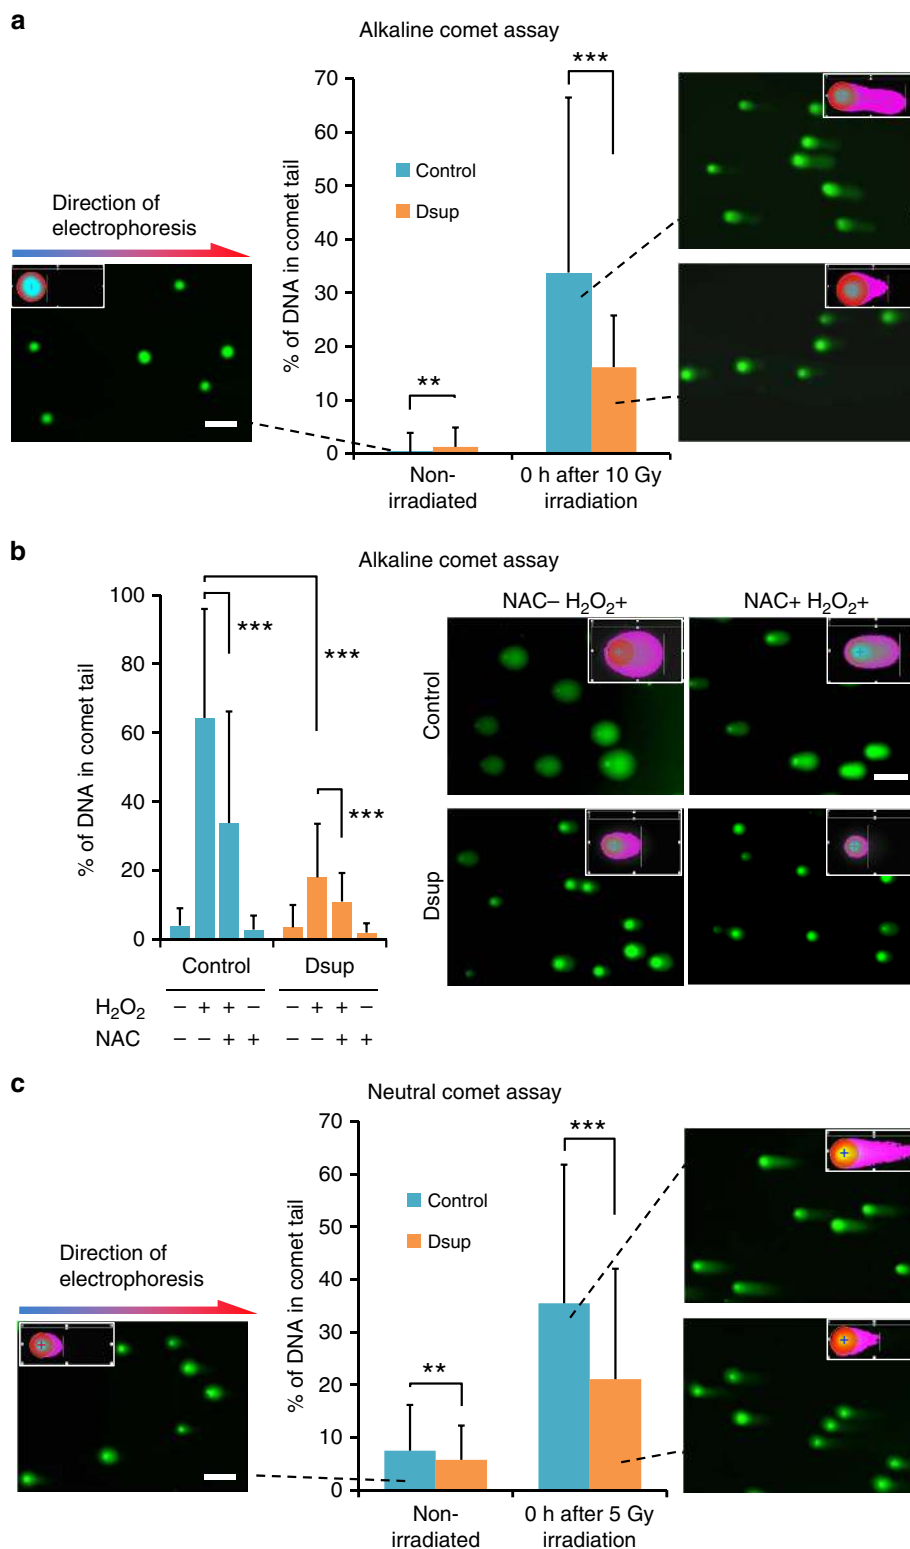 a
Alkaline comet assay
Direction of
electrophoresis
% of DNA in comet tail
70
60
50
40
30
20
10
0
***
Control
Dsup
**
Non-
irradiated
0 h after 10 Gy
irradiation
b
Alkaline comet assay
% of DNA in comet tail
100
80
60
40
20
0
***
***
***
Control
Dsup
H₂O₂ − + + − − + + −
NAC − − + + − − + +
NAC− H₂O₂+
NAC+ H₂O₂+
Control
Dsup
c
Neutral comet assay
Direction of
electrophoresis
% of DNA in comet tail
70
60
50
40
30
20
10
0
***
Control
Dsup
**
Non-
irradiated
0 h after 5 Gy
irradiation